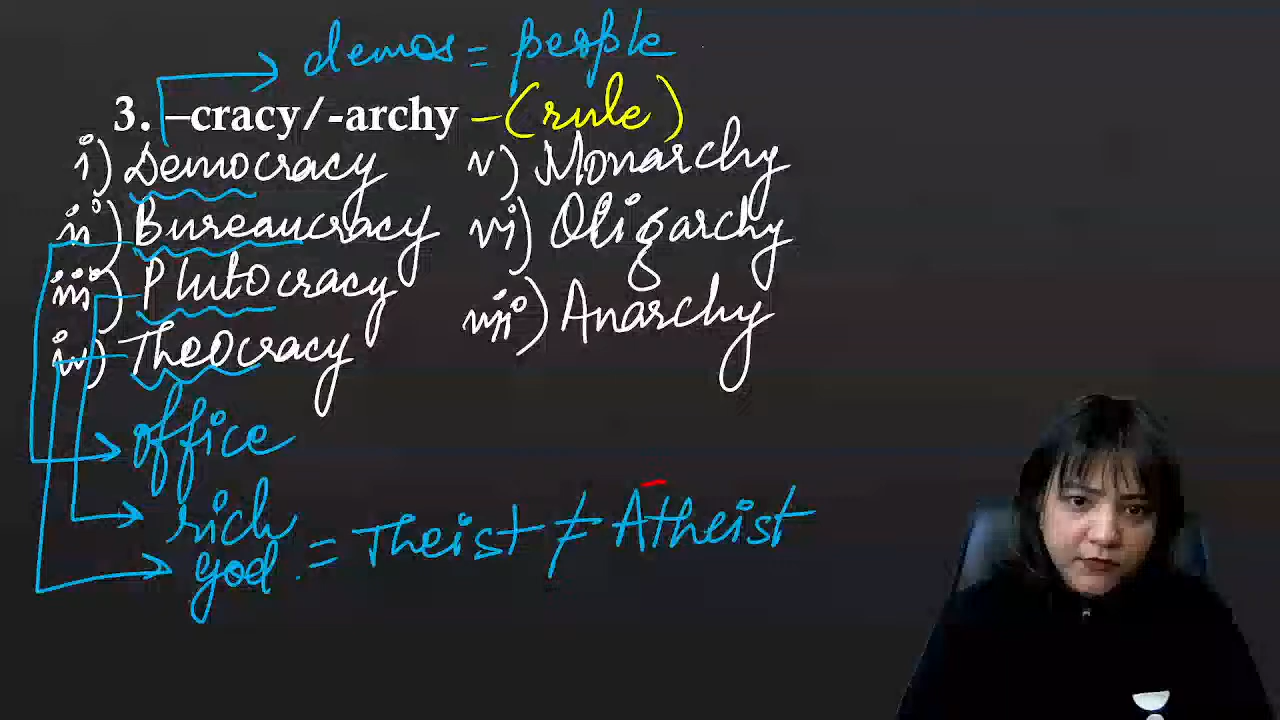 demos = people
3. –cracy/-archy – (rule)
i) Democracy
ii) Bureaucracy
iii) Plutocracy
iv) Theocracy
v) Monarchy
vi) Oligarchy
vii) Anarchy
office
rich
god. = Theist ≠ Atheist